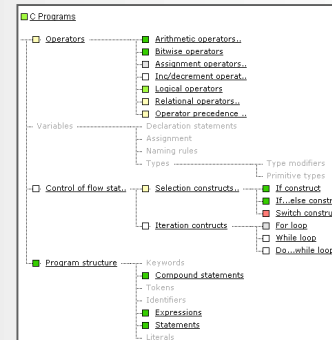 C Programs
Operators
Arithmetic operators..
Bitwise operators
Assignment operators..
Inc/decrement operat..
Logical operators
Relational operators..
Operator precedence ..
Variables
Declaration statements
Assignment
Naming rules
Types
Type modifiers
Primitive types
Control of flow stat..
Selection constructs..
If construct
If...else constr
Switch constru
Iteration contructs
For loop
While loop
Do...while loop
Program structure
Keywords
Compound statements
Tokens
Identifiers
Expressions
Statements
Literals